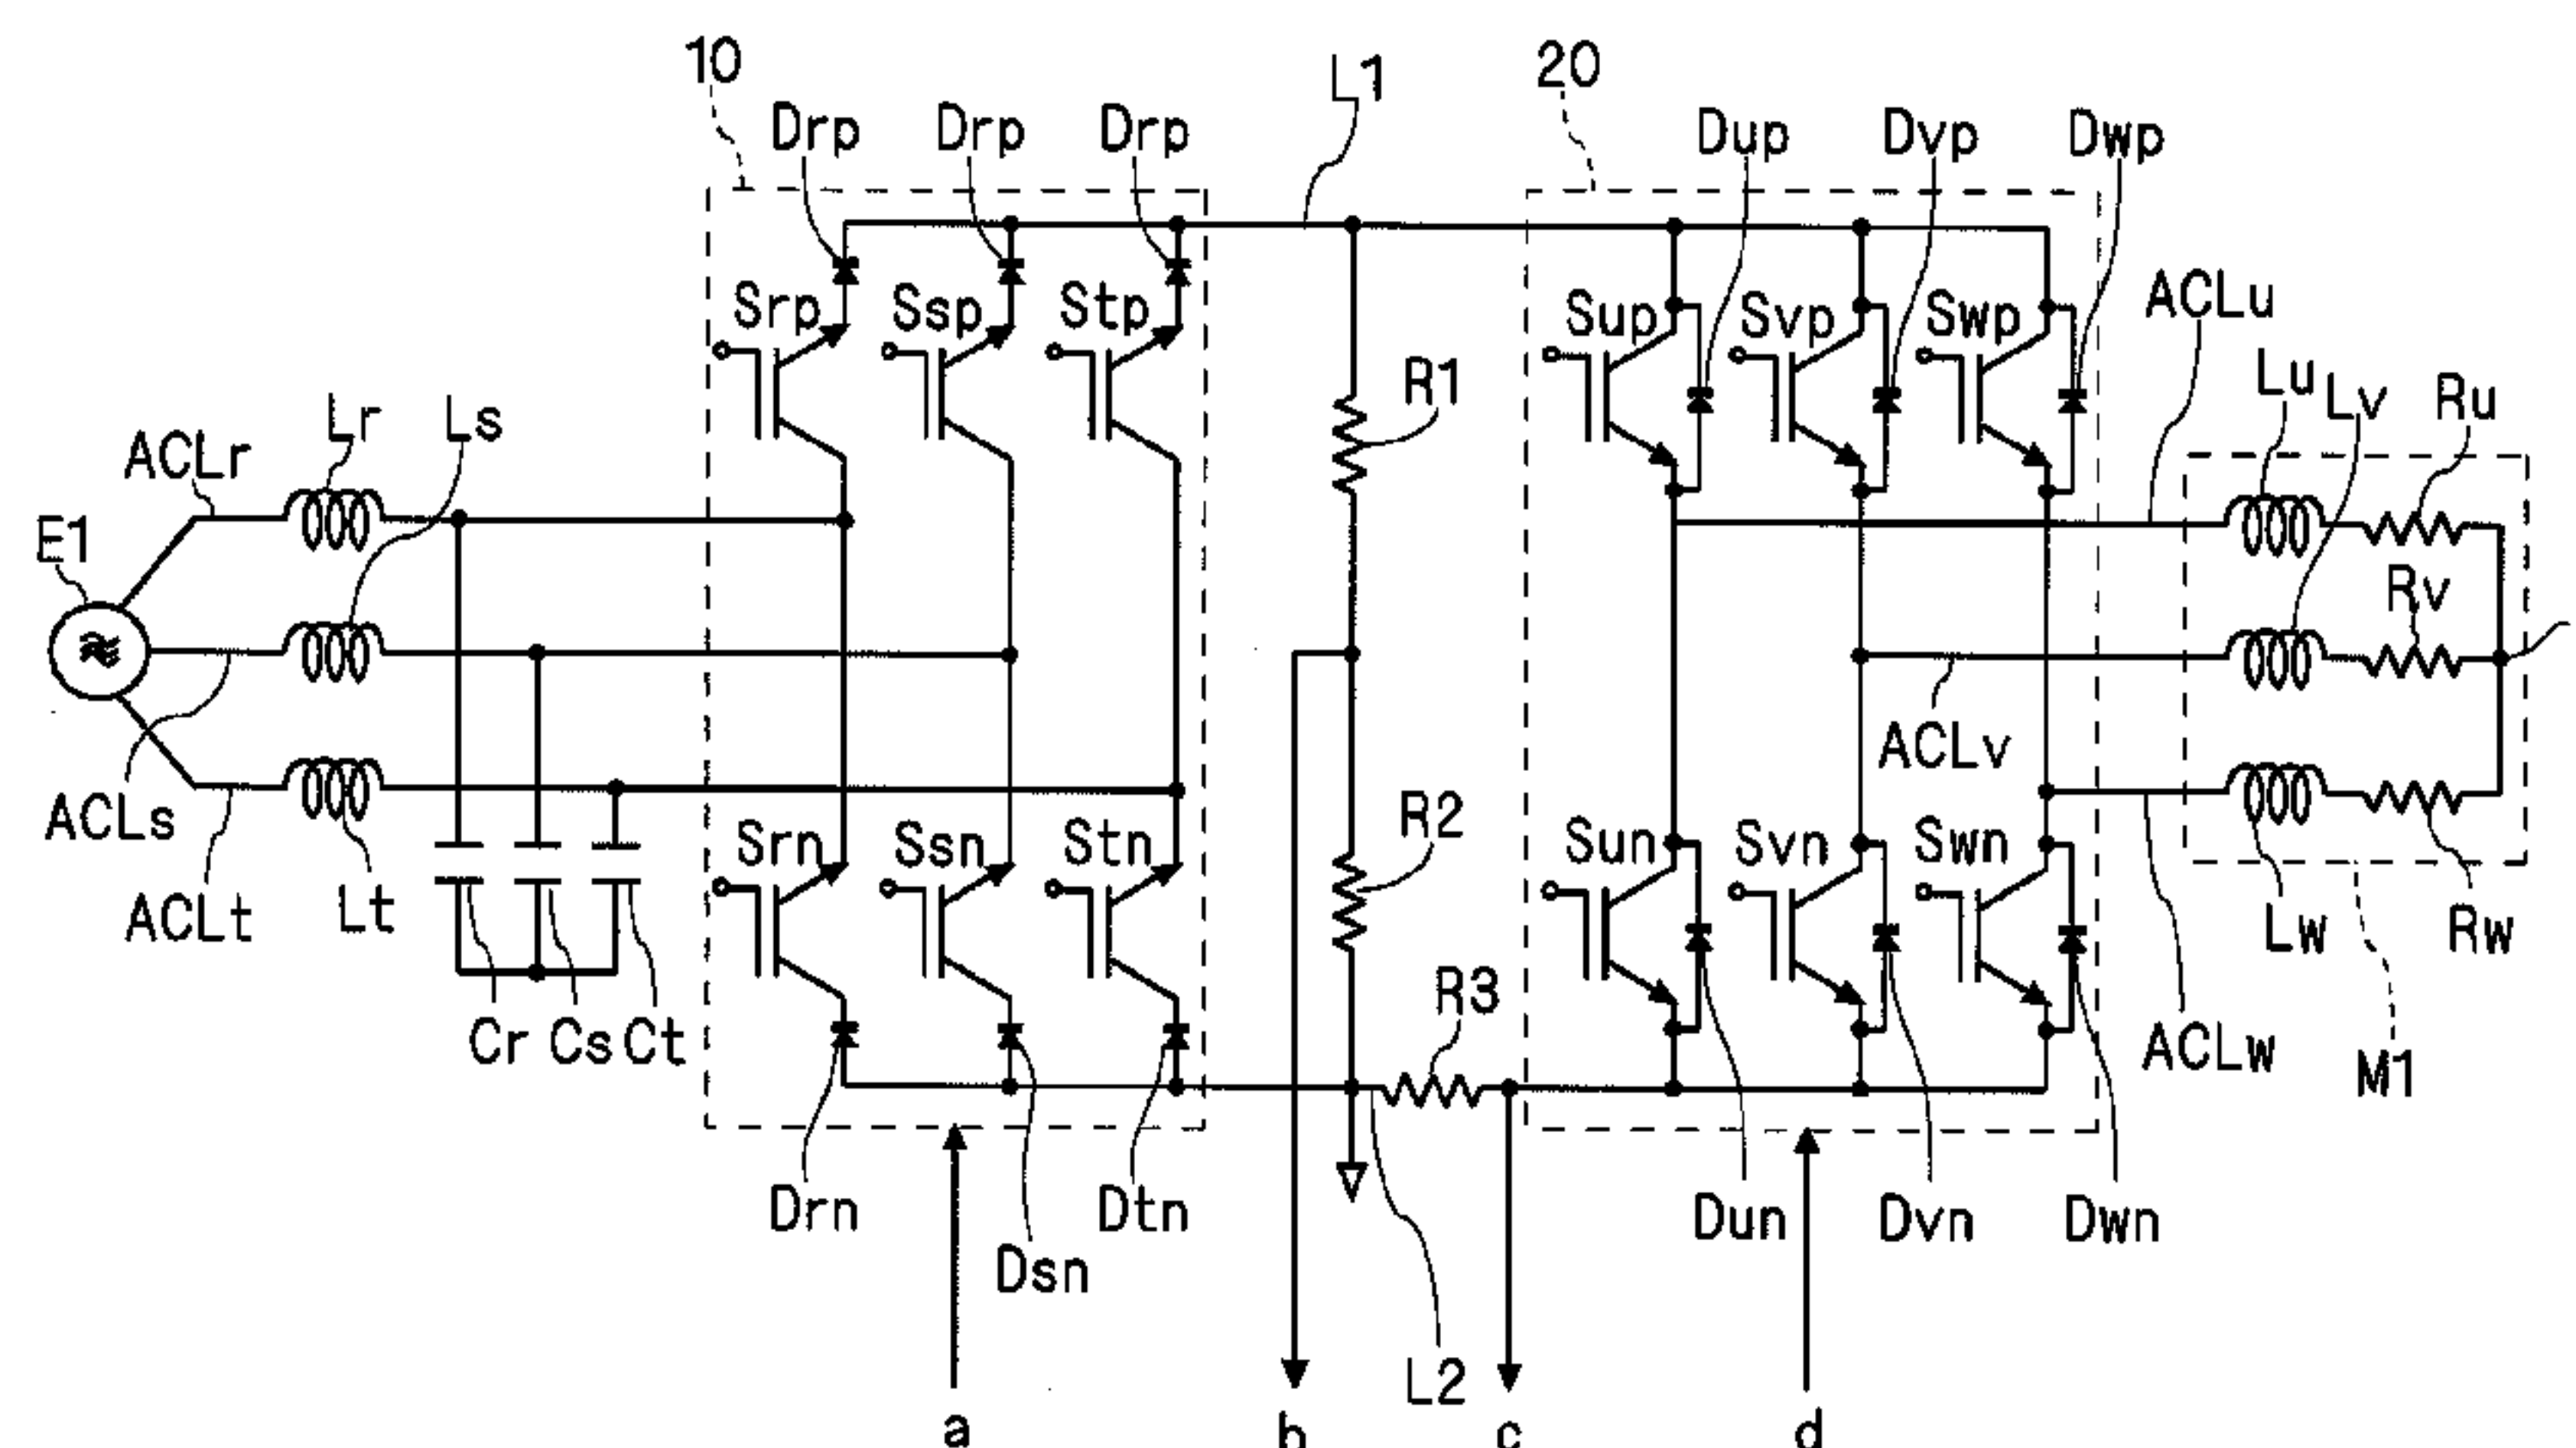 10
L1
20
Drp
Drp
Drp
Dup
Dvp
Dwp
Srp
Ssp
Stp
Sup
Svp
Swp
ACLu
Lu
Lv
Ru
R1
ACLr
Lr
Ls
E1
Rv
ACLv
ACLs
ACLt
Lt
Srn
Ssn
Stn
R2
Sun
Svn
Swn
Lw
Rw
Cr
Cs
Ct
R3
ACLw
M1
Drn
Dsn
Dtn
Dun
Dvn
Dwn
L2
a
b
c
d